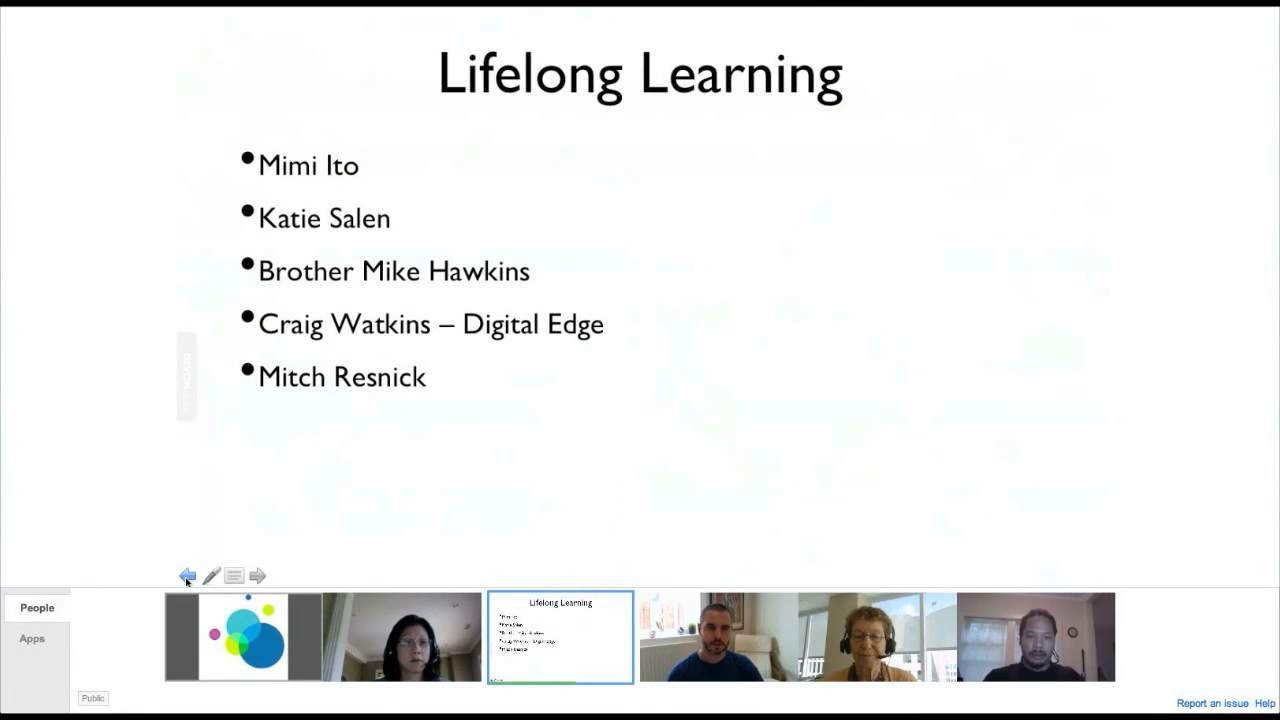 Lifelong Learning
•Mimi Ito
•Katie Salen
•Brother Mike Hawkins
•Craig Watkins – Digital Edge
•Mitch Resnick
People
Apps
Lifelong Learning
Public
Report an issue Help